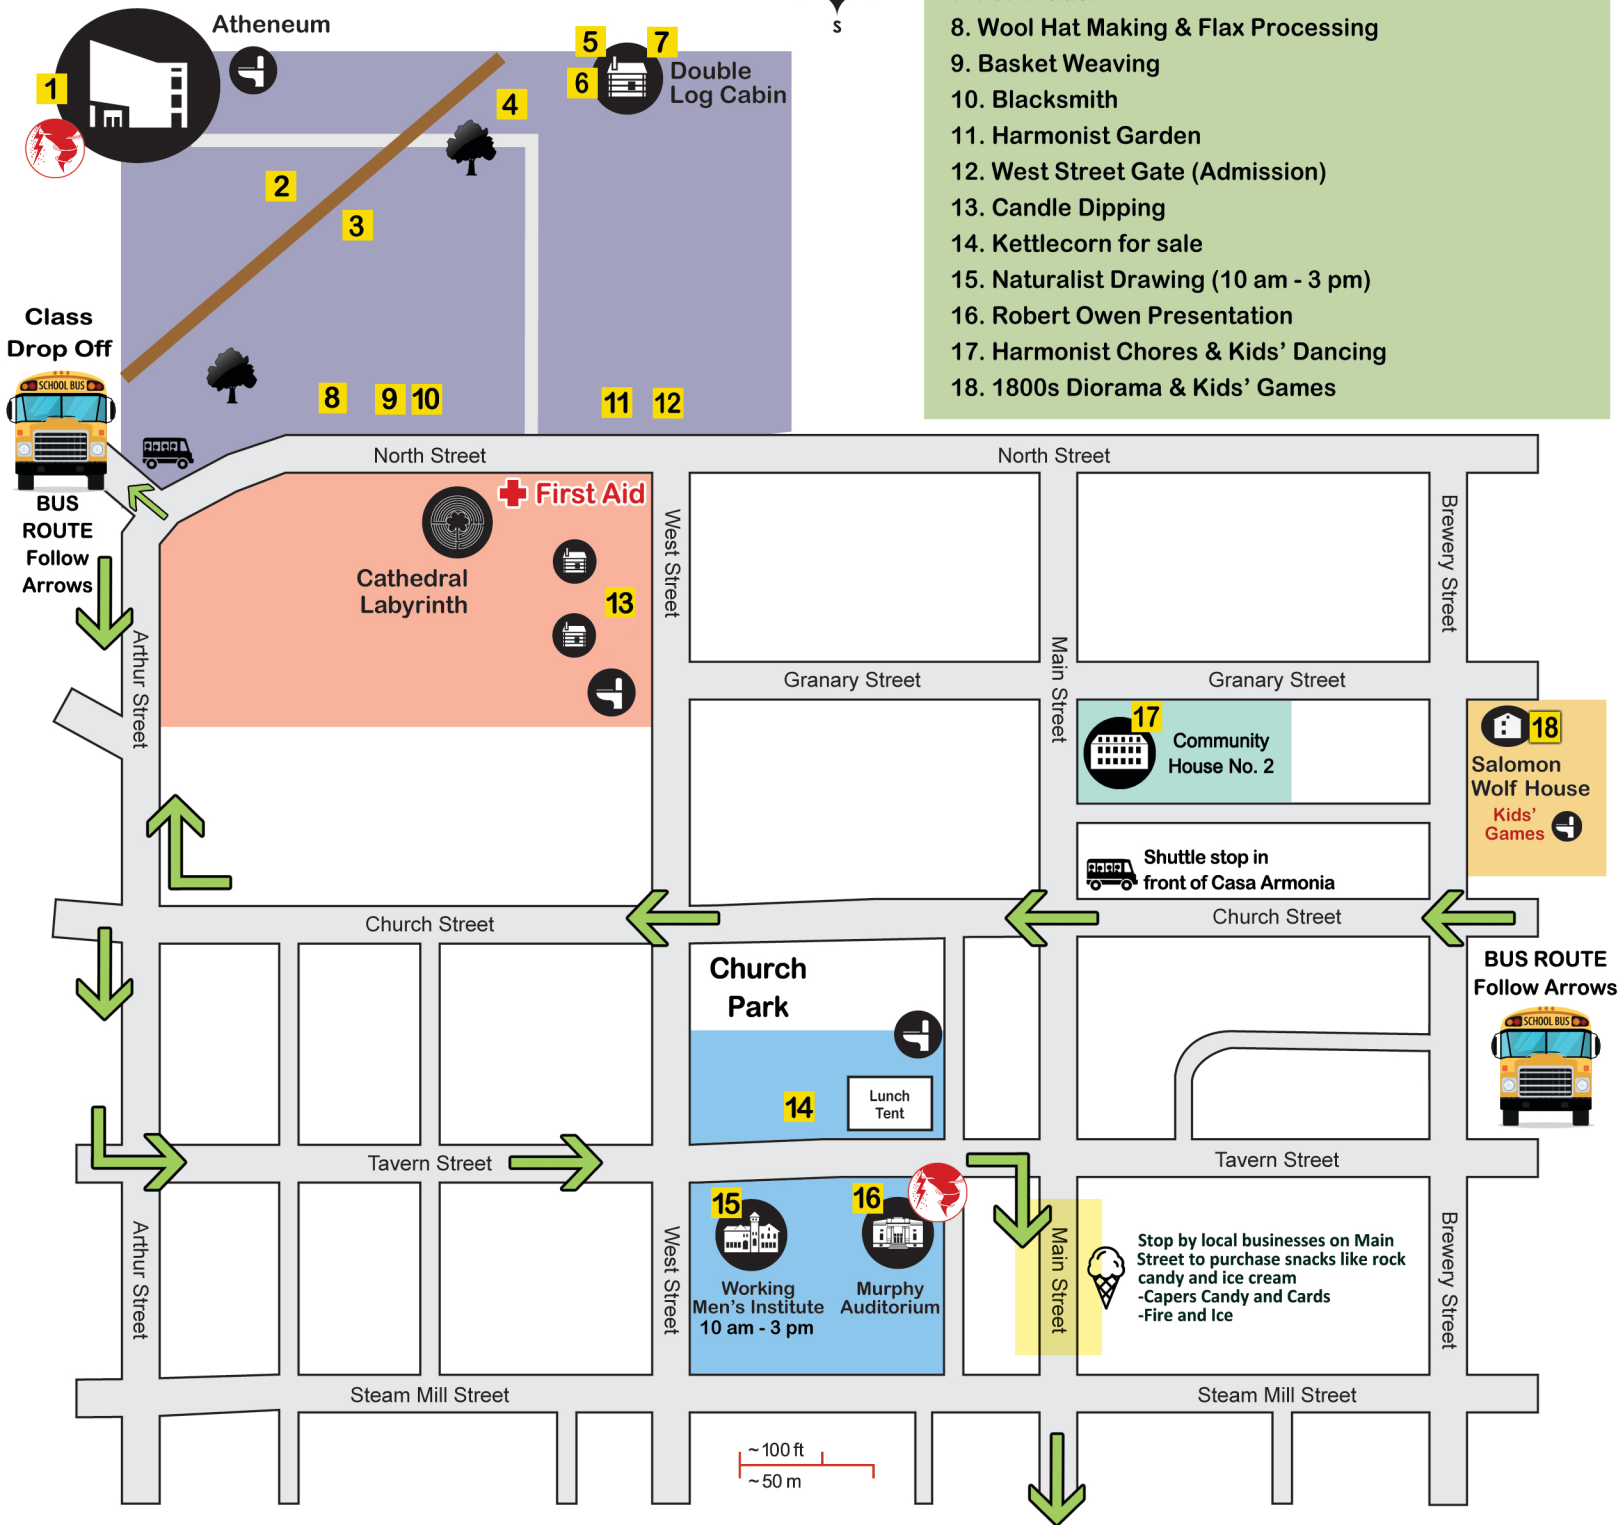 Atheneum
S
8. Wool Hat Making & Flax Processing
9. Basket Weaving
10. Blacksmith
11. Harmonist Garden
12. West Street Gate (Admission)
13. Candle Dipping
14. Kettlecorn for sale
15. Naturalist Drawing (10 am - 3 pm)
16. Robert Owen Presentation
17. Harmonist Chores & Kids’ Dancing
18. 1800s Diorama & Kids’ Games
1
5
7
6
Double
Log Cabin
4
2
3
Class
Drop Off
SCHOOL BUS
BUS
ROUTE
Follow
Arrows
8
9
10
11
12
North Street
North Street
First Aid
Cathedral
Labyrinth
13
West Street
Brewery Street
Arthur Street
Main Street
Granary Street
Granary Street
17
Community
House No. 2
18
Salomon
Wolf House
Kids’
Games
Shuttle stop in
front of Casa Armonia
Church Street
Church Street
Church
Park
BUS ROUTE
Follow Arrows
SCHOOL BUS
14
Lunch
Tent
Tavern Street
Tavern Street
15
16
Working
Men’s Institute
10 am - 3 pm
Murphy
Auditorium
Arthur Street
West Street
Main Street
Brewery Street
Stop by local businesses on Main
Street to purchase snacks like rock
candy and ice cream
-Capers Candy and Cards
-Fire and Ice
Steam Mill Street
Steam Mill Street
~100 ft
~50 m